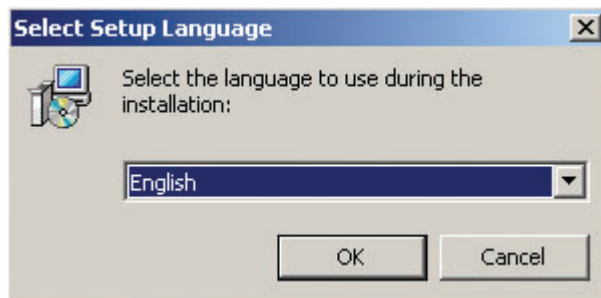 Select Setup Language
Select the language to use during the
installation:
English
OK
Cancel